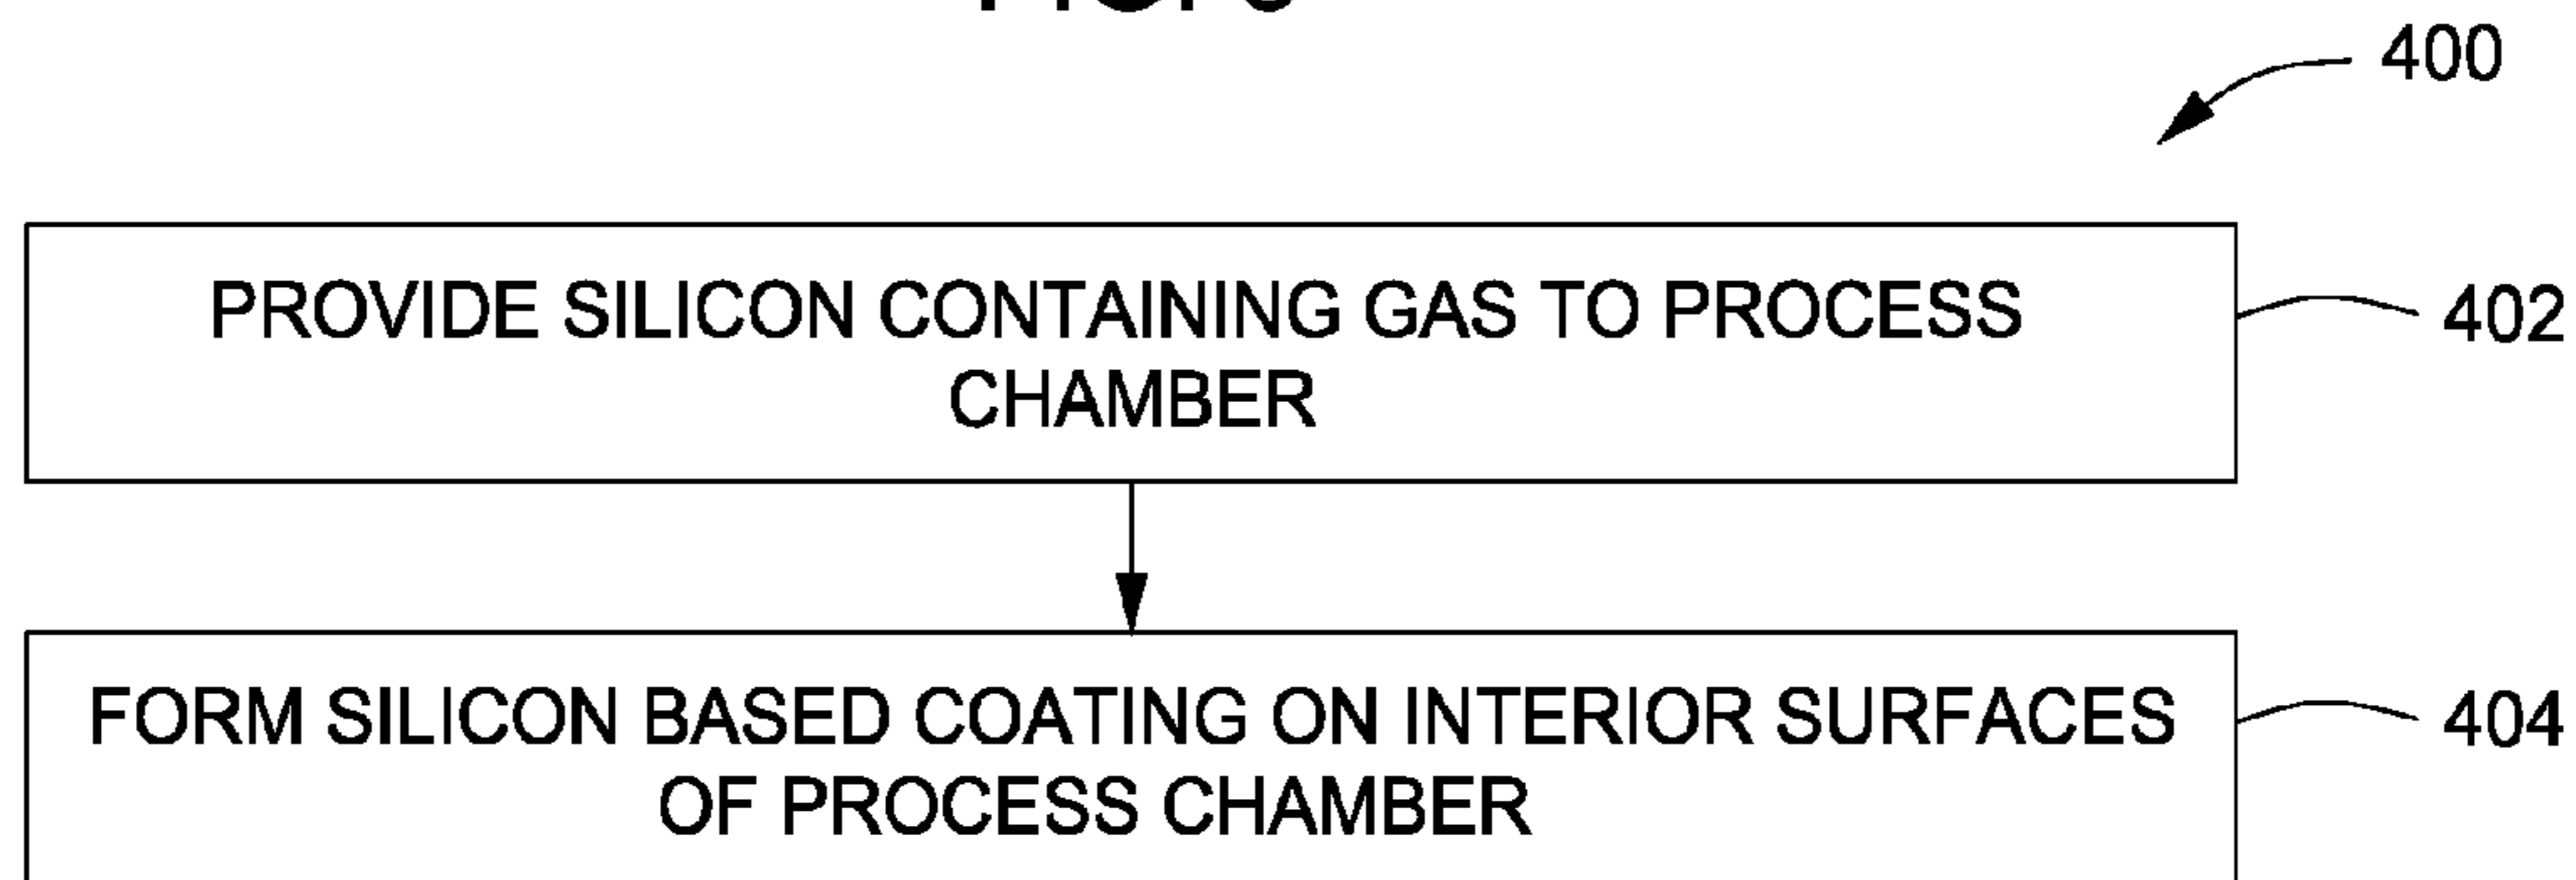 400
PROVIDE SILICON CONTAINING GAS TO PROCESS
CHAMBER
402
FORM SILICON BASED COATING ON INTERIOR SURFACES
OF PROCESS CHAMBER
404